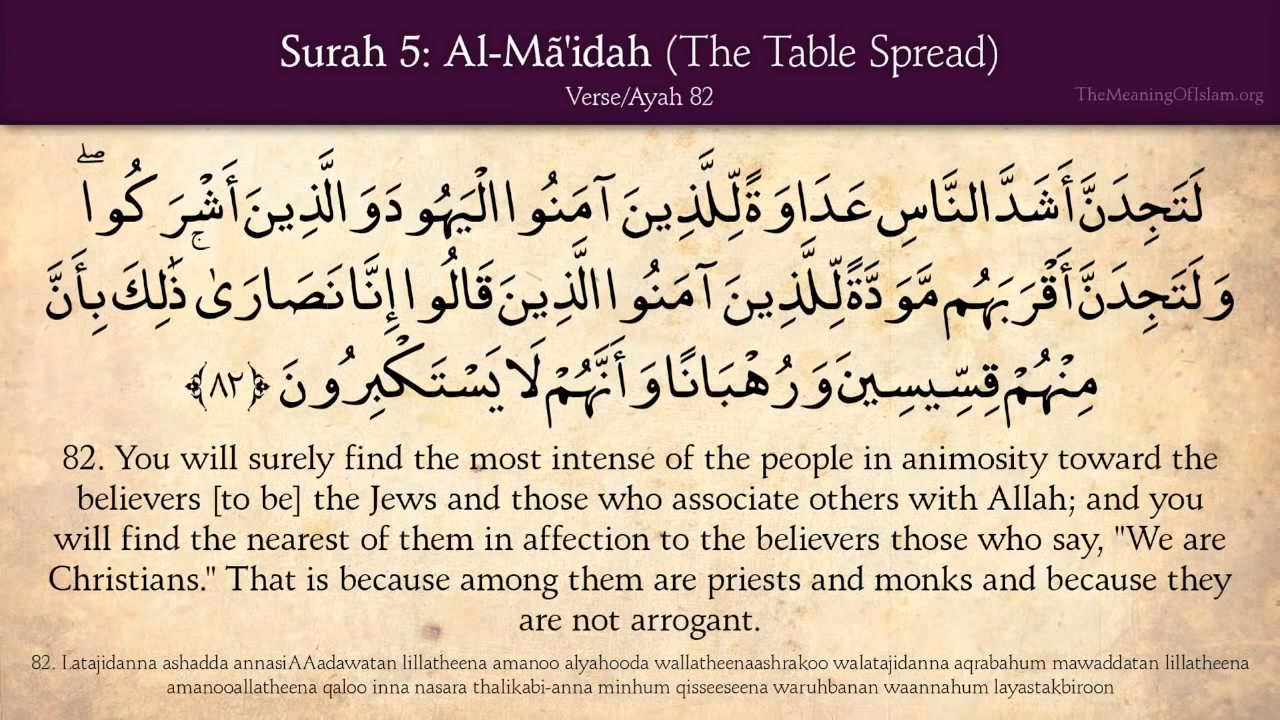 Surah 5: Al-Mã'idah (The Table Spread)
Verse/Ayah 82
TheMeaningOfIslam.org
لَتَجِدَنَّ أَشَدَّ النَّاسِ عَدَاوَةً لِّلَّذِينَ آمَنُوا الْيَهُودَ وَالَّذِينَ أَشْرَكُوا ۖ
وَلَتَجِدَنَّ أَقْرَبَهُم مَّوَدَّةً لِّلَّذِينَ آمَنُوا الَّذِينَ قَالُوا إِنَّا نَصَارَىٰ ۚ ذَٰلِكَ بِأَنَّ
مِنْهُمْ قِسِّيسِينَ وَرُهْبَانًا وَأَنَّهُمْ لَا يَسْتَكْبِرُونَ ﴿٨٢﴾
82. You will surely find the most intense of the people in animosity toward the
believers [to be] the Jews and those who associate others with Allah; and you
will find the nearest of them in affection to the believers those who say, "We are
Christians." That is because among them are priests and monks and because they
are not arrogant.
82. Latajidanna ashadda annasiAAadawatan lillatheena amanoo alyahooda wallatheenaashrakoo walatajidanna aqrabahum mawaddatan lillatheena
amanooallatheena qaloo inna nasara thalikabi-anna minhum qisseeseena waruhbanan waannahum layastakbiroon